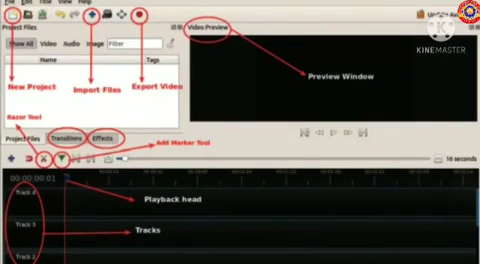 File Edit Title View Help
Project Files
Video Preview
KINEMASTER
Show All Video Audio Image Filter
Name Tags
New Project
Import Files
Export Video
Preview Window
Razor Tool
Project Files Transitions Effects
Add Marker Tool
16 seconds
00:00:00:01
Track 4
Playback head
Track 3
Tracks
Track 2